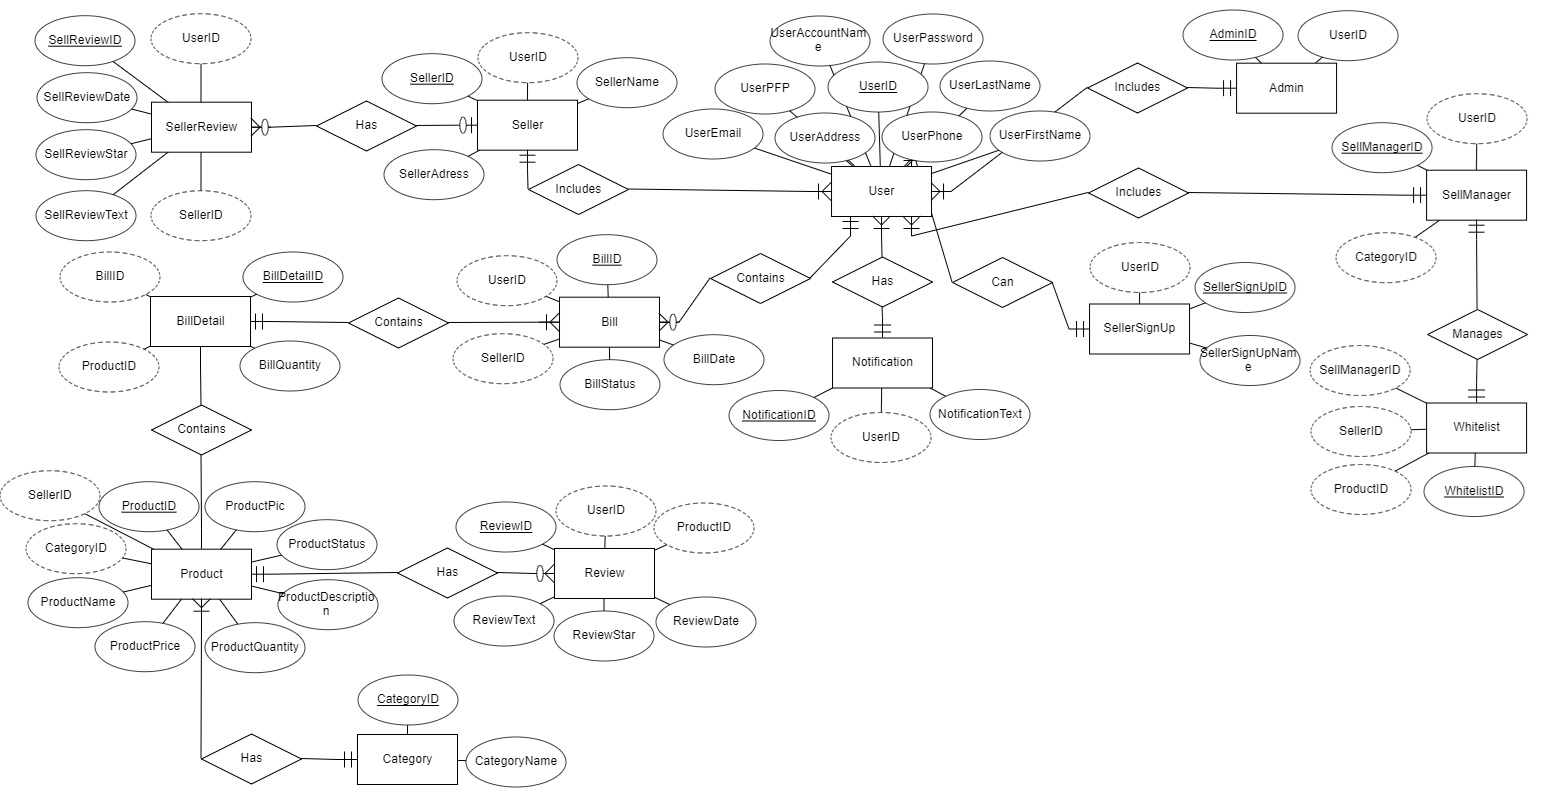 SellReviewID
UserID
SellReviewDate
SellReviewStar
SellReviewText
SellerReview
SellerID
Has
SellerID
UserID
SellerName
Seller
SellerAdress
Includes
UserAccountNam
e
UserPassword
UserPFP
UserID
UserLastName
UserEmail
UserAddress
UserPhone
UserFirstName
User
Includes
AdminID
UserID
Admin
Includes
UserID
SellManagerID
SellManager
CategoryID
Manages
SellManagerID
SellerID
ProductID
Whitelist
WhitelistID
BillID
BillDetailID
BillDetail
ProductID
BillQuantity
Contains
UserID
BillID
Bill
SellerID
BillStatus
BillDate
Contains
Has
Notification
NotificationID
UserID
NotificationText
Can
UserID
SellerSignUpID
SellerSignUp
SellerSignUpNam
e
Contains
SellerID
ProductID
ProductPic
CategoryID
ProductStatus
Product
ProductName
ProductDescriptio
n
ProductPrice
ProductQuantity
Has
ReviewID
UserID
ProductID
Review
ReviewText
ReviewStar
ReviewDate
Has
CategoryID
Category
CategoryName